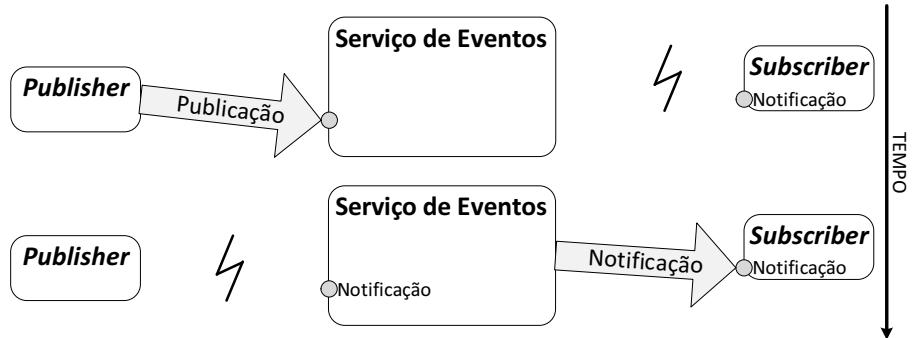 Serviço de Eventos
Publisher
Publicação
Subscriber
Notificação
TEMPO
Serviço de Eventos
Publisher
Notificação
Notificação
Subscriber
Notificação